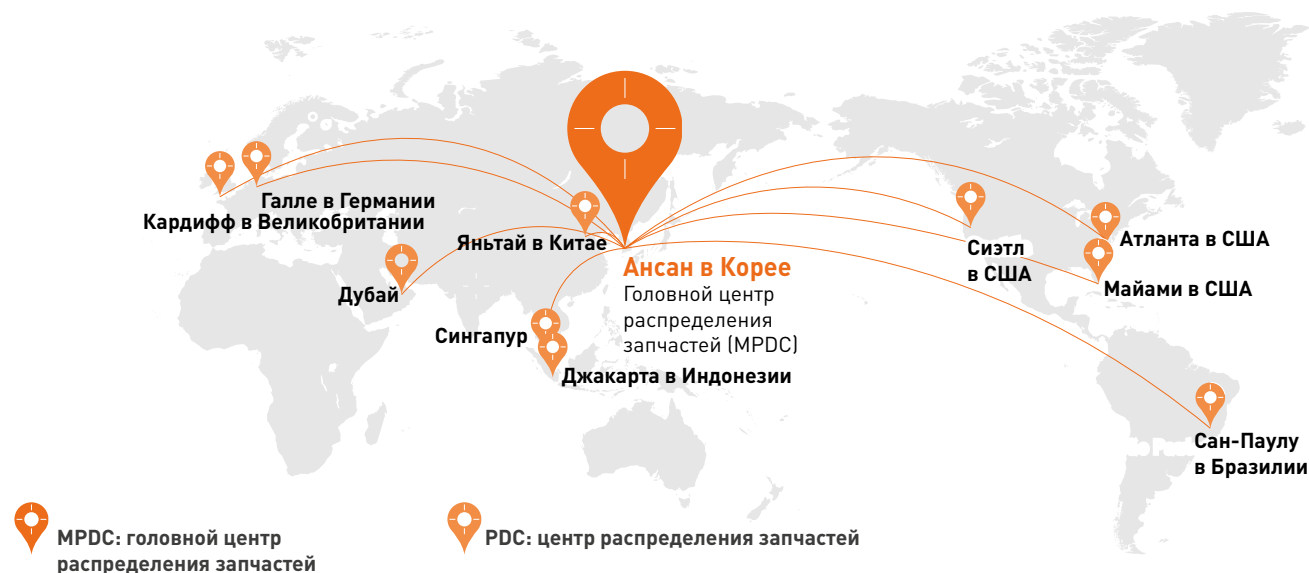 Галле в Германии
Кардифф в Великобритании
Яньтай в Китае
Дубай
Сингапур
Джакарта в Индонезии
Ансан в Корее
Головной центр
распределения
запчастей (MPDC)
Сиэтл
в США
Атланта в США
Майами в США
Сан-Паулу
в Бразилии
MPDC: головной центр
распределения запчастей
PDC: центр распределения запчастей